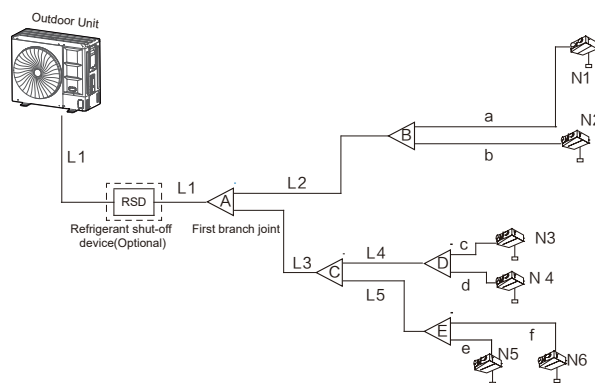 Outdoor Unit
N1
a
N2
B
b
L1
L2
L1
RSD
A
Refrigerant shut-off
device(Optional)
First branch joint
L3
L4
c
N3
C
D
L5
d
N 4
f
E
e
N5
N6